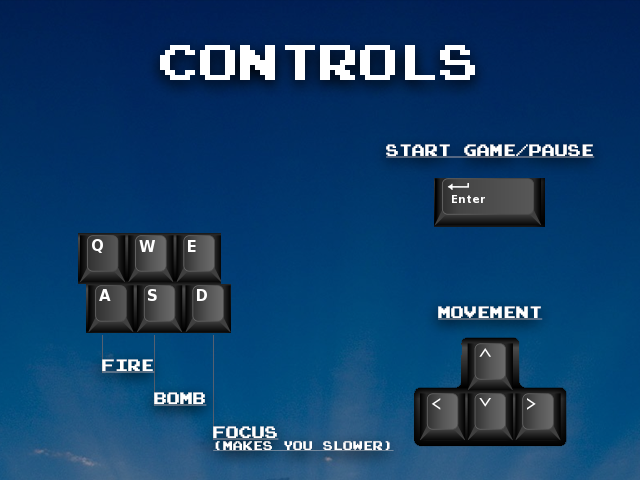 CONTROLS
START GAME/PAUSE
Enter
Q W E
A S D
FIRE
BOMB
FOCUS
(MAKES YOU SLOWER)
MOVEMENT
^
< v >